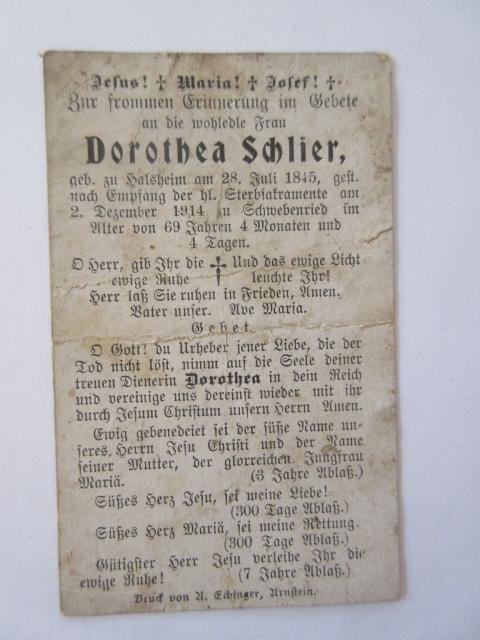 Jesus! ✝ Maria! ✝ Josef! ✝
Zur frommen Erinnerung im Gebete
an die wohledle Frau
Dorothea Schlier,
geb. zu Halsheim am 28. Juli 1845, gest.
nach Empfang der hl. Sterbsakramente am
2. Dezember 1914 zu Schwebenried im
Alter von 69 Jahren 4 Monaten und
4 Tagen.
O Herr, gib Ihr die ✝ Und das ewige Licht
ewige Ruhe leuchte Ihr!
Herr laß Sie ruhen in Frieden, Amen.
Vater unser. Ave Maria.
Gebet.
O Gott! du Urheber jener Liebe, die der
Tod nicht löst, nimm auf die Seele deiner
treuen Dienerin Dorothea in dein Reich
und vereinige uns dereinst wieder mit ihr
durch Jesum Christum unsern Herrn Amen.
Ewig gebenedeiet sei der süße Name un-
seres Herrn Jesu Christi und der Name
seiner Mutter, der glorreichen Jungfrau
Mariä. (3 Jahre Ablaß.)
Süßes Herz Jesu, sei meine Liebe!
(300 Tage Ablaß.)
Süßes Herz Mariä, sei meine Rettung.
(300 Tage Ablaß.)
Gütigster Herr Jesu verleihe Ihr die
ewige Ruhe! (7 Jahre Ablaß.)
Druck von A. Echinger, Arnstein.